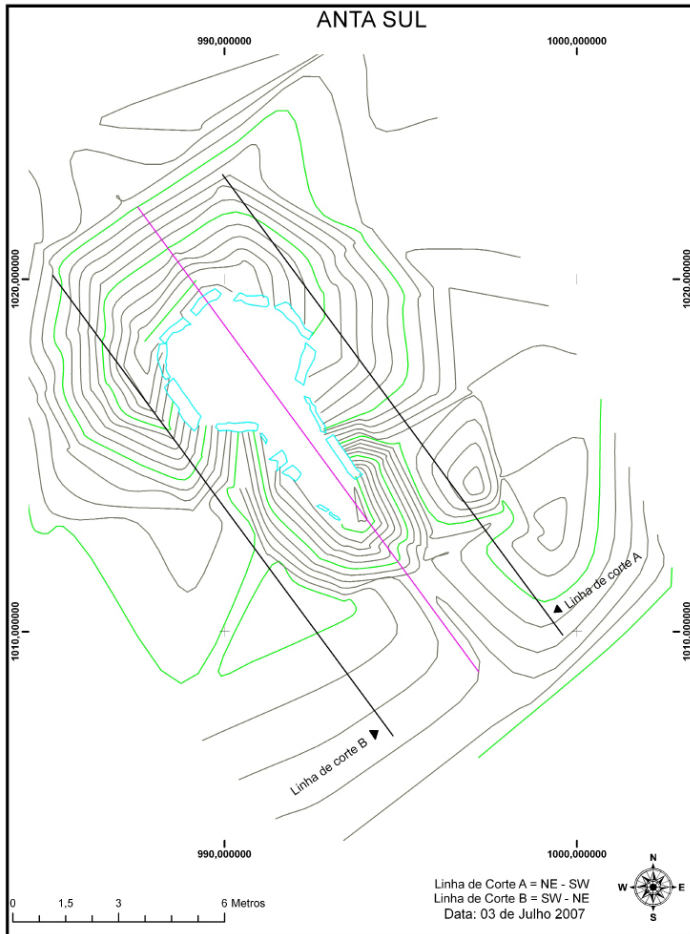 ANTA SUL
990,000000
1000,000000
1020,000000
1020,000000
1010,000000
1010,000000
Linha de corte A
Linha de corte B
990,000000
1000,000000
Linha de Corte A = NE - SW
Linha de Corte B = SW - NE
Data: 03 de Julho 2007
N
W
E
S
0 1,5 3 6 Metros